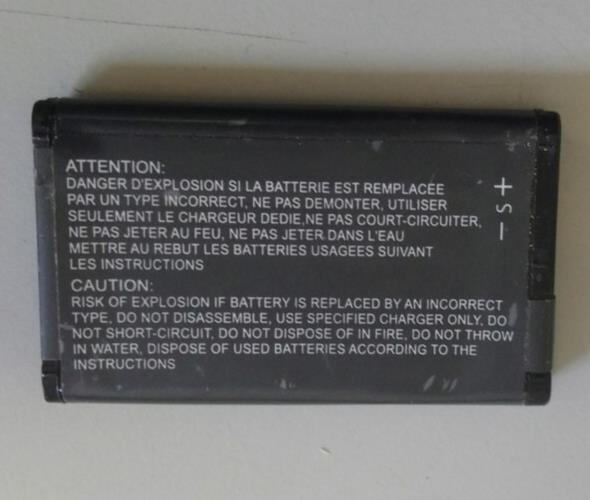 ATTENTION:
DANGER D'EXPLOSION SI LA BATTERIE EST REMPLACÉE
PAR UN TYPE INCORRECT, NE PAS DEMONTER, UTILISER
SEULEMENT LE CHARGEUR DEDIE,NE PAS COURT-CIRCUITER,
NE PAS JETER AU FEU, NE PAS JETER DANS L'EAU
METTRE AU REBUT LES BATTERIES USAGEES SUIVANT
LES INSTRUCTIONS
CAUTION:
RISK OF EXPLOSION IF BATTERY IS REPLACED BY AN INCORRECT
TYPE, DO NOT DISASSEMBLE, USE SPECIFIED CHARGER ONLY, DO
NOT SHORT-CIRCUIT, DO NOT DISPOSE OF IN FIRE, DO NOT THROW
IN WATER, DISPOSE OF USED BATTERIES ACCORDING TO THE
INSTRUCTIONS
+ S −